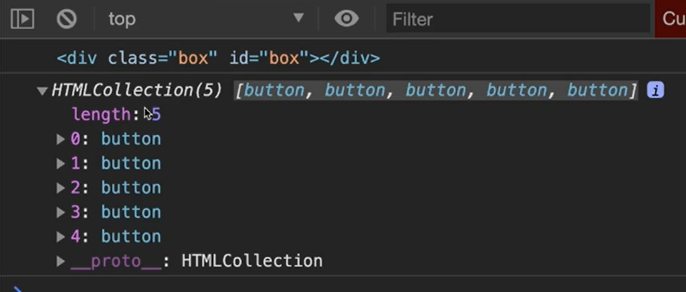 top Filter Cu
<div class="box" id="box"></div>
HTMLCollection(5) [button, button, button, button, button] i
length: 5
0: button
1: button
2: button
3: button
4: button
__proto__: HTMLCollection